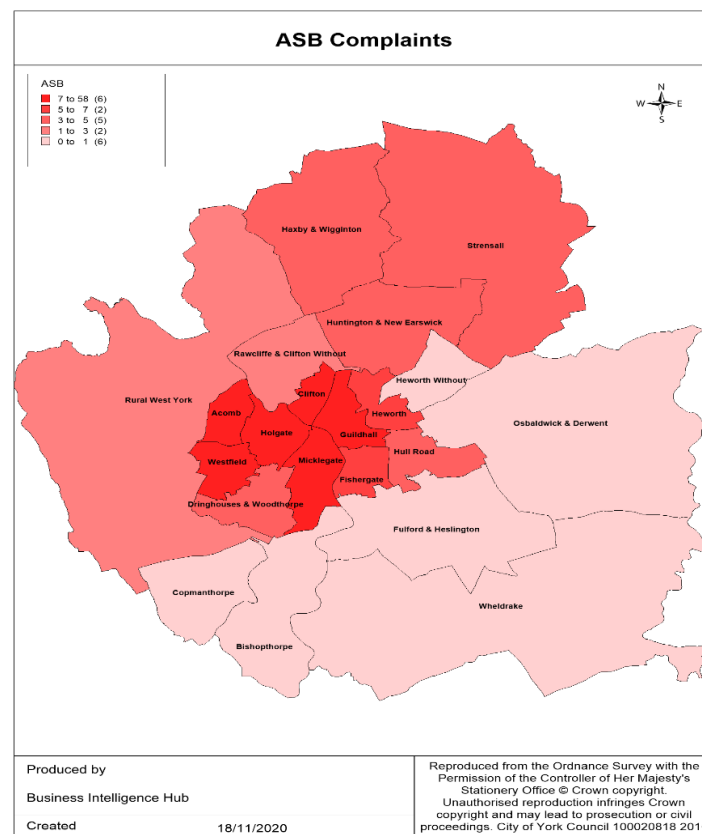 ASB Complaints
ASB
7 to 58 (6)
5 to 7 (2)
3 to 5 (5)
1 to 3 (2)
0 to 1 (6)
N
W E
S
Haxby & Wigginton
Strensall
Huntington & New Earswick
Rawcliffe & Clifton Without
Heworth Without
Rural West York
Clifton
Acomb
Heworth
Osbaldwick & Derwent
Holgate
Guildhall
Hull Road
Westfield
Micklegate
Fishergate
Dringhouses & Woodthorpe
Fulford & Heslington
Copmanthorpe
Wheldrake
Bishopthorpe
Produced by
Business Intelligence Hub
Created 18/11/2020
Reproduced from the Ordnance Survey with the
Permission of the Controller of Her Majesty's
Stationery Office © Crown copyright.
Unauthorised reproduction infringes Crown
copyright and may lead to prosecution or civil
proceedings. City of York Council 100020818 201